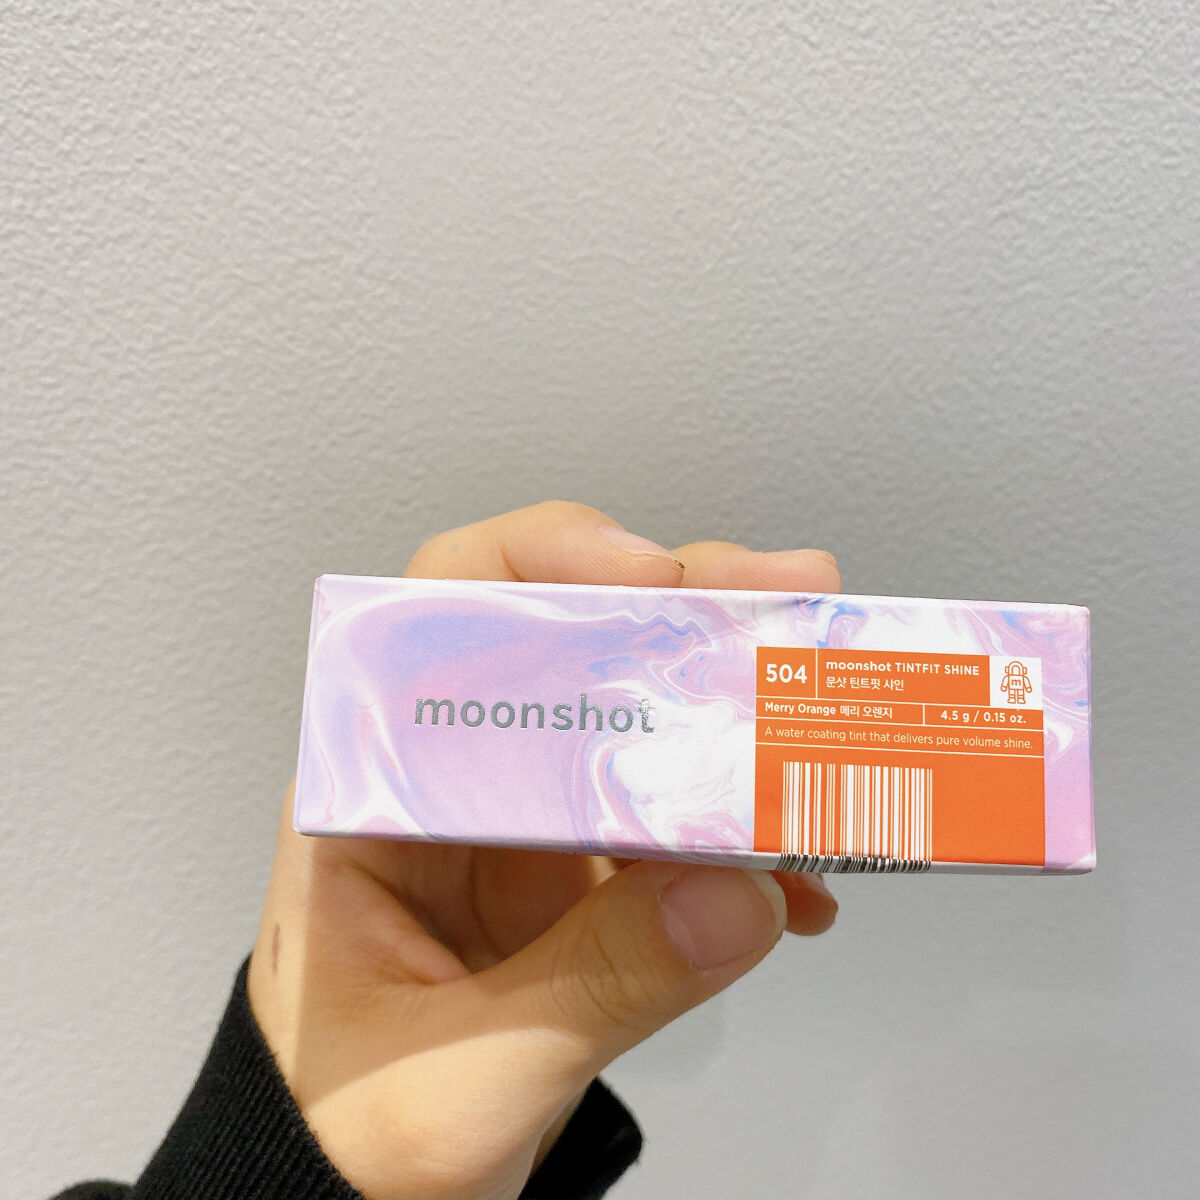 moonshot
504
moonshot TINTFIT SHINE
문샷 틴트핏 샤인
m
Merry Orange 메리 오렌지
4.5 g / 0.15 oz.
A water coating tint that delivers pure volume shine.